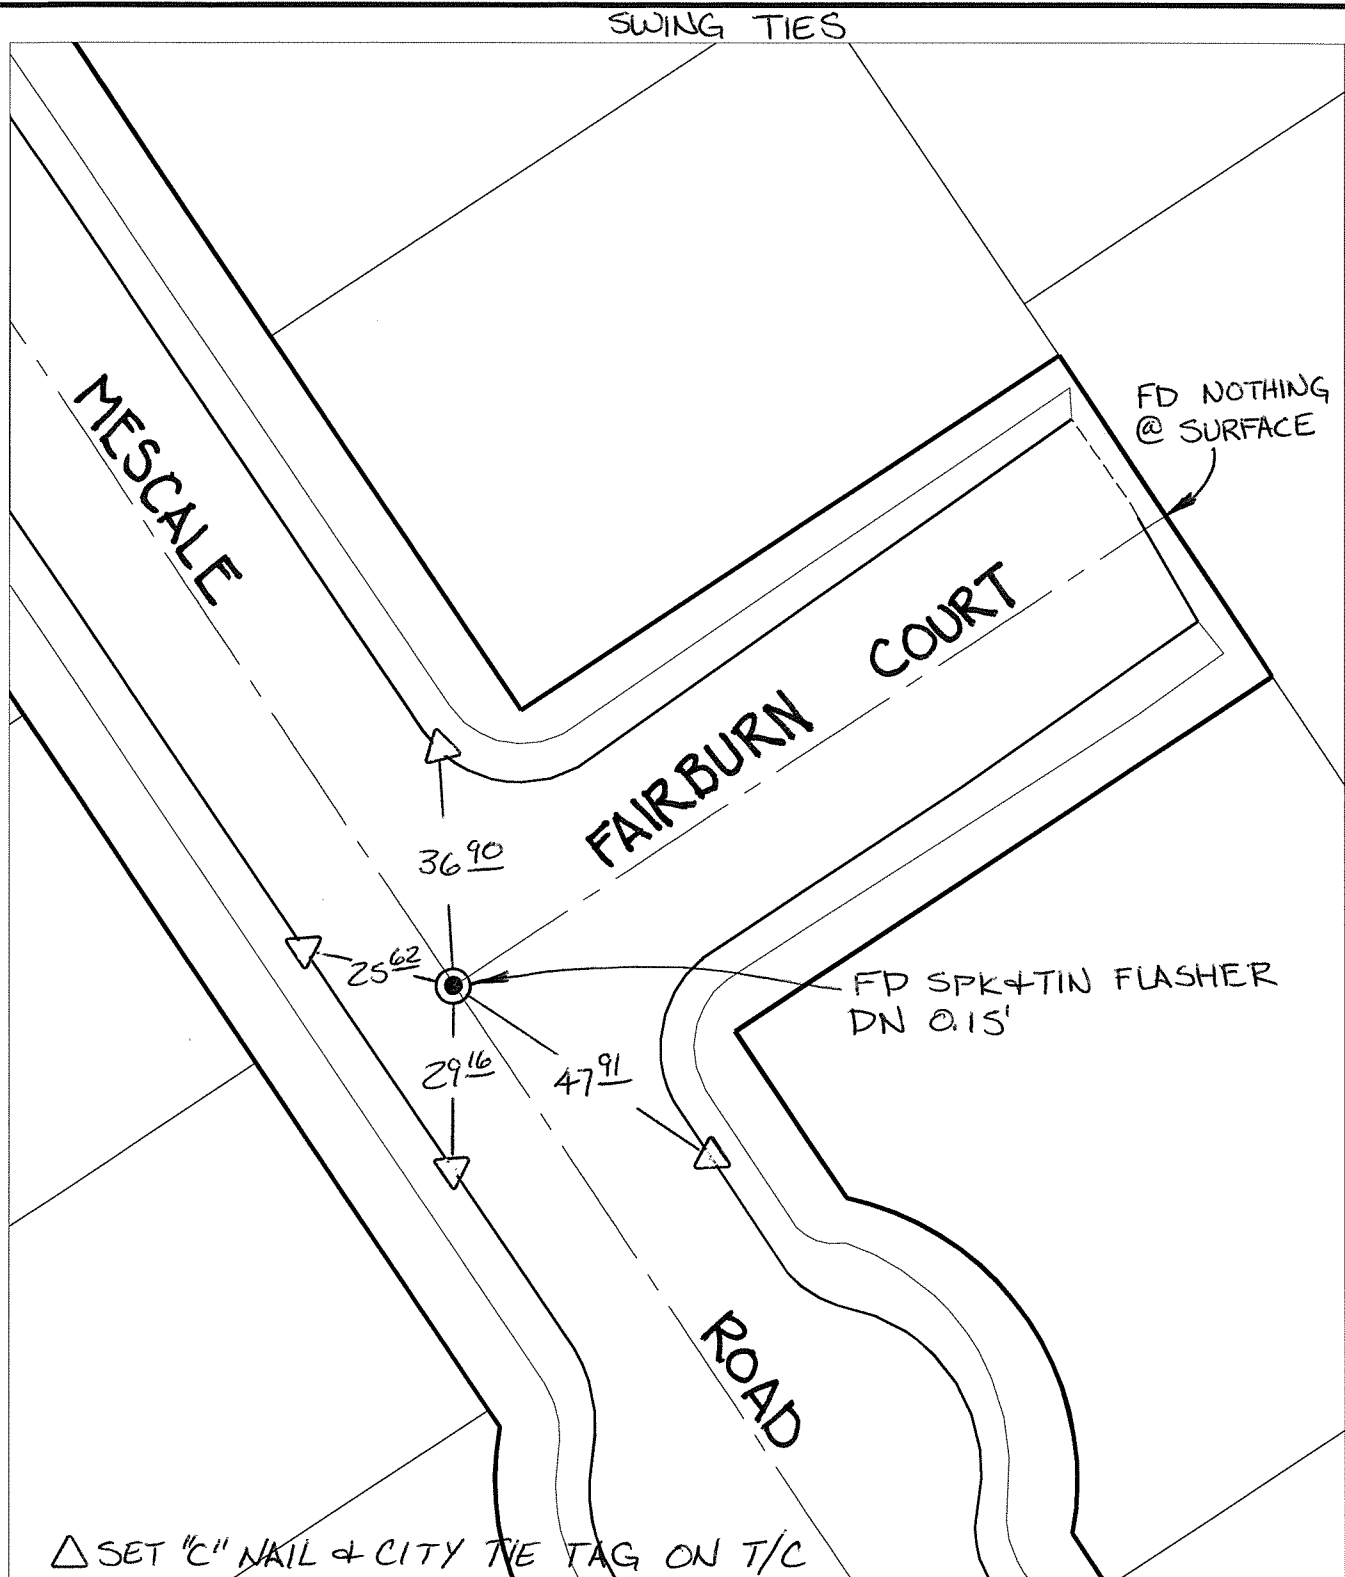 SWING TIES
MESCALE
FD NOTHING
@ SURFACE
FAIRBURN COURT
36 90
25 62
FD SPK & TIN FLASHER
DN 0.15'
29 16
47 91
ROAD
△ SET "C" NAIL & CITY TIE TAG ON T/C